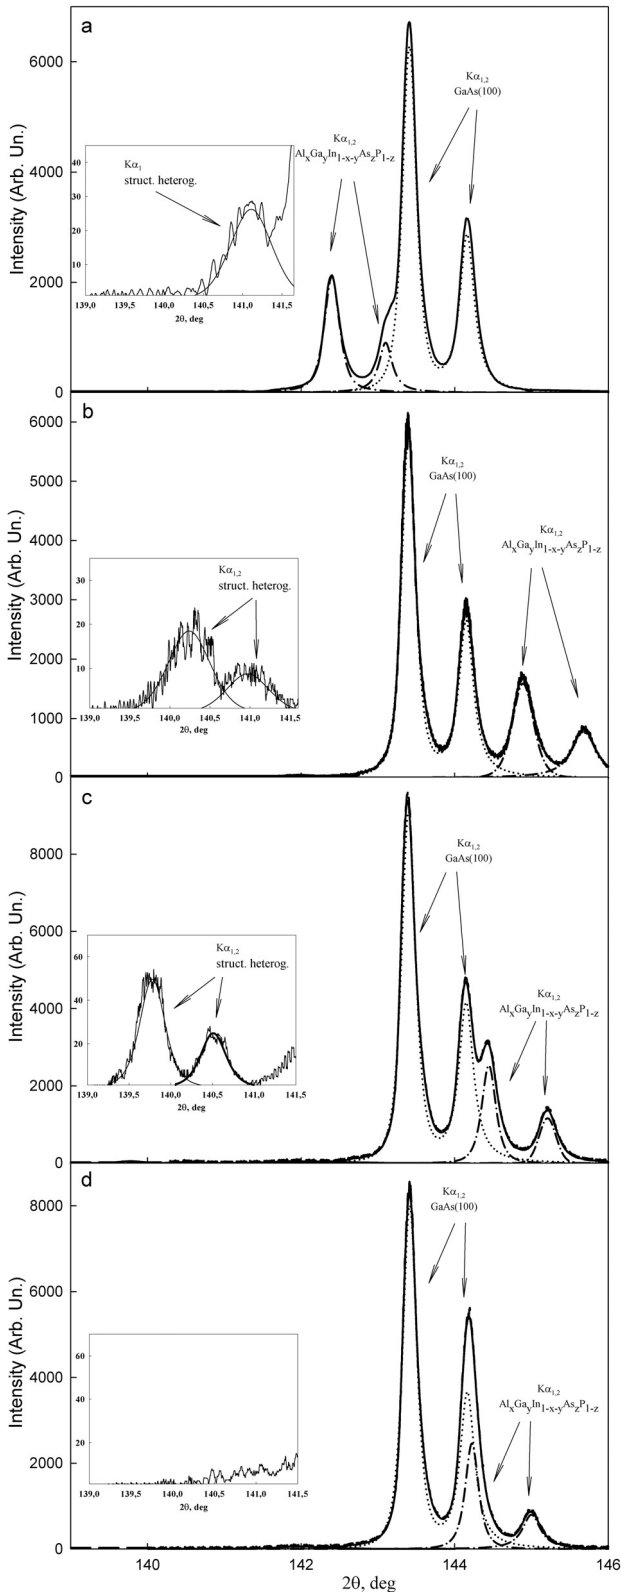 a
6000
4000
2000
0
Intensity (Arb. Un.)
Kα1,2
GaAs(100)
Kα1,2
AlxGayIn1-x-yAszP1-z
40
30
20
10
0
Kα1
struct. heterog.
139,0 139,5 140,0 140,5 141,0 141,5
2θ, deg
b
6000
5000
4000
3000
2000
1000
0
Intensity (Arb. Un.)
Kα1,2
GaAs(100)
Kα1,2
AlxGayIn1-x-yAszP1-z
30
20
10
Kα1,2
struct. heterog.
139,0 139,5 140,0 140,5 141,0 141,5
2θ, deg
c
8000
6000
4000
2000
0
Intensity (Arb. Un.)
Kα1,2
GaAs(100)
Kα1,2
AlxGayIn1-x-yAszP1-z
60
40
20
Kα1,2
struct. heterog.
139,0 139,5 140,0 140,5 141,0 141,5
2θ, deg
d
8000
6000
4000
2000
0
Intensity (Arb. Un.)
Kα1,2
GaAs(100)
Kα1,2
AlxGayIn1-x-yAszP1-z
60
40
20
139,0 139,5 140,0 140,5 141,0 141,5
2θ, deg
140 142 143 144 145 146
2θ, deg